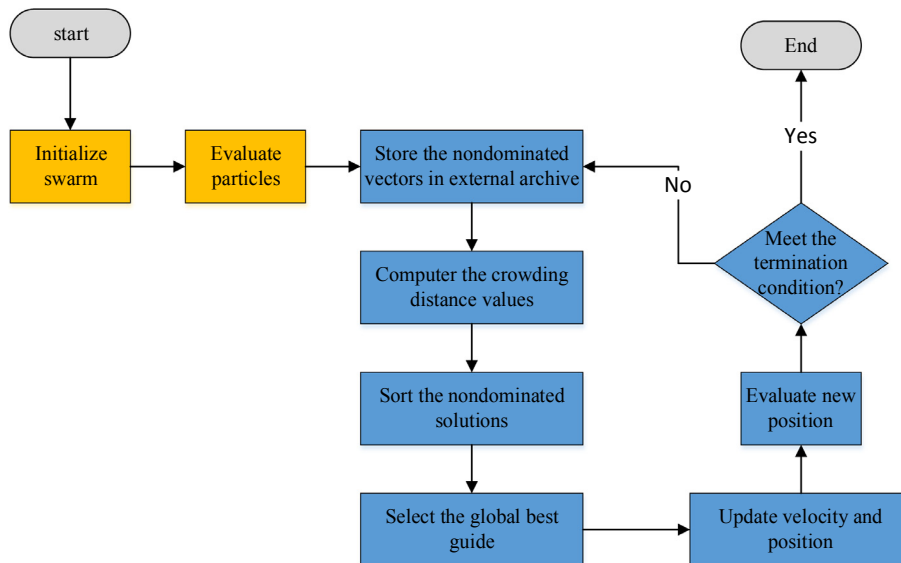 start
End
Initialize
swarm
Evaluate
particles
Store the nondominated
vectors in external archive
No
Yes
Meet the
termination
condition?
Computer the crowding
distance values
Sort the nondominated
solutions
Evaluate new
position
Select the global best
guide
Update velocity and
position